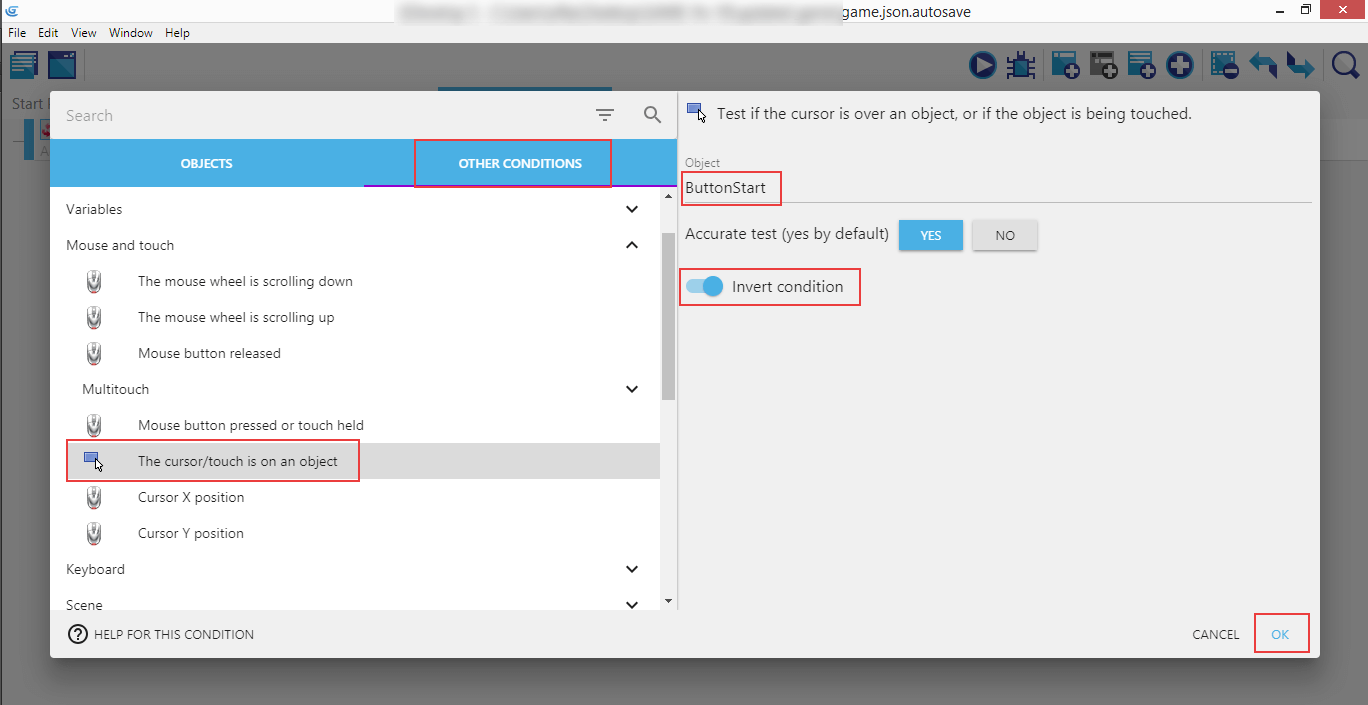 game.json.autosave
File Edit View Window Help
Start
Search
OBJECTS
OTHER CONDITIONS
Variables
Mouse and touch
The mouse wheel is scrolling down
The mouse wheel is scrolling up
Mouse button released
Multitouch
Mouse button pressed or touch held
The cursor/touch is on an object
Cursor X position
Cursor Y position
Keyboard
Scene
HELP FOR THIS CONDITION
Test if the cursor is over an object, or if the object is being touched.
Object
ButtonStart
Accurate test (yes by default) YES NO
Invert condition
CANCEL OK